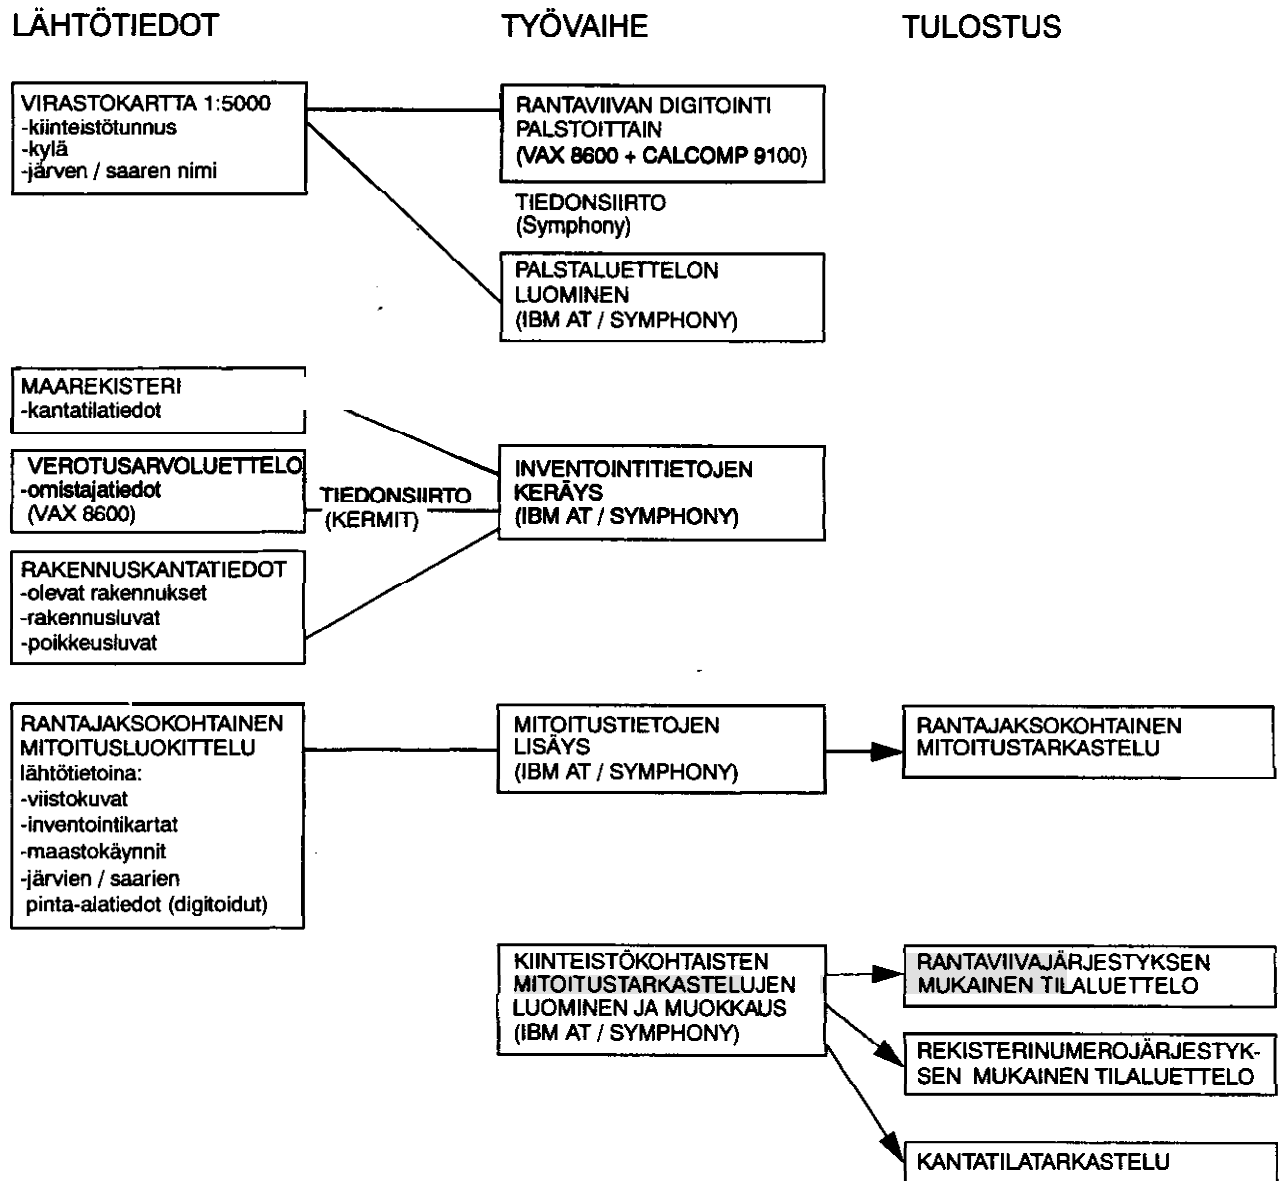 LÄHTÖTIEDOT
TYÖVAIHE
TULOSTUS
VIRASTOKARTTA 1:5000
-kiinteistötunnus
-kylä
-järven / saaren nimi
RANTAVIIVAN DIGITOINTI
PALSTOITTAIN
(VAX 8600 + CALCOMP 9100)
TIEDONSIIRTO
(Symphony)
PALSTALUETTELON
LUOMINEN
(IBM AT / SYMPHONY)
MAAREKISTERI
-kantatilatiedot
VEROTUSARVOLUETTELO
-omistajatiedot
(VAX 8600)
TIEDONSIIRTO
(KERMIT)
INVENTOINTITIETOJEN
KERÄYS
(IBM AT / SYMPHONY)
RAKENNUSKANTATIEDOT
-olevat rakennukset
-rakennusluvat
-poikkeusluvat
RANTAJAKSOKOHTAINEN
MITOITUSLUOKITTELU
lähtötietoina:
-viistokuvat
-inventointikartat
-maastokäynnit
-järvien / saarien
pinta-alatiedot (digitoidut)
MITOITUSTIETOJEN
LISÄYS
(IBM AT / SYMPHONY)
RANTAJAKSOKOHTAINEN
MITOITUSTARKASTELU
KIINTEISTÖKOHTAISTEN
MITOITUSTARKASTELUJEN
LUOMINEN JA MUOKKAUS
(IBM AT / SYMPHONY)
RANTAVIIVAJÄRJESTYKSEN
MUKAINEN TILALUETTELO
REKISTERINUMEROJÄRJESTYK-
SEN MUKAINEN TILALUETTELO
KANTATILATARKASTELU